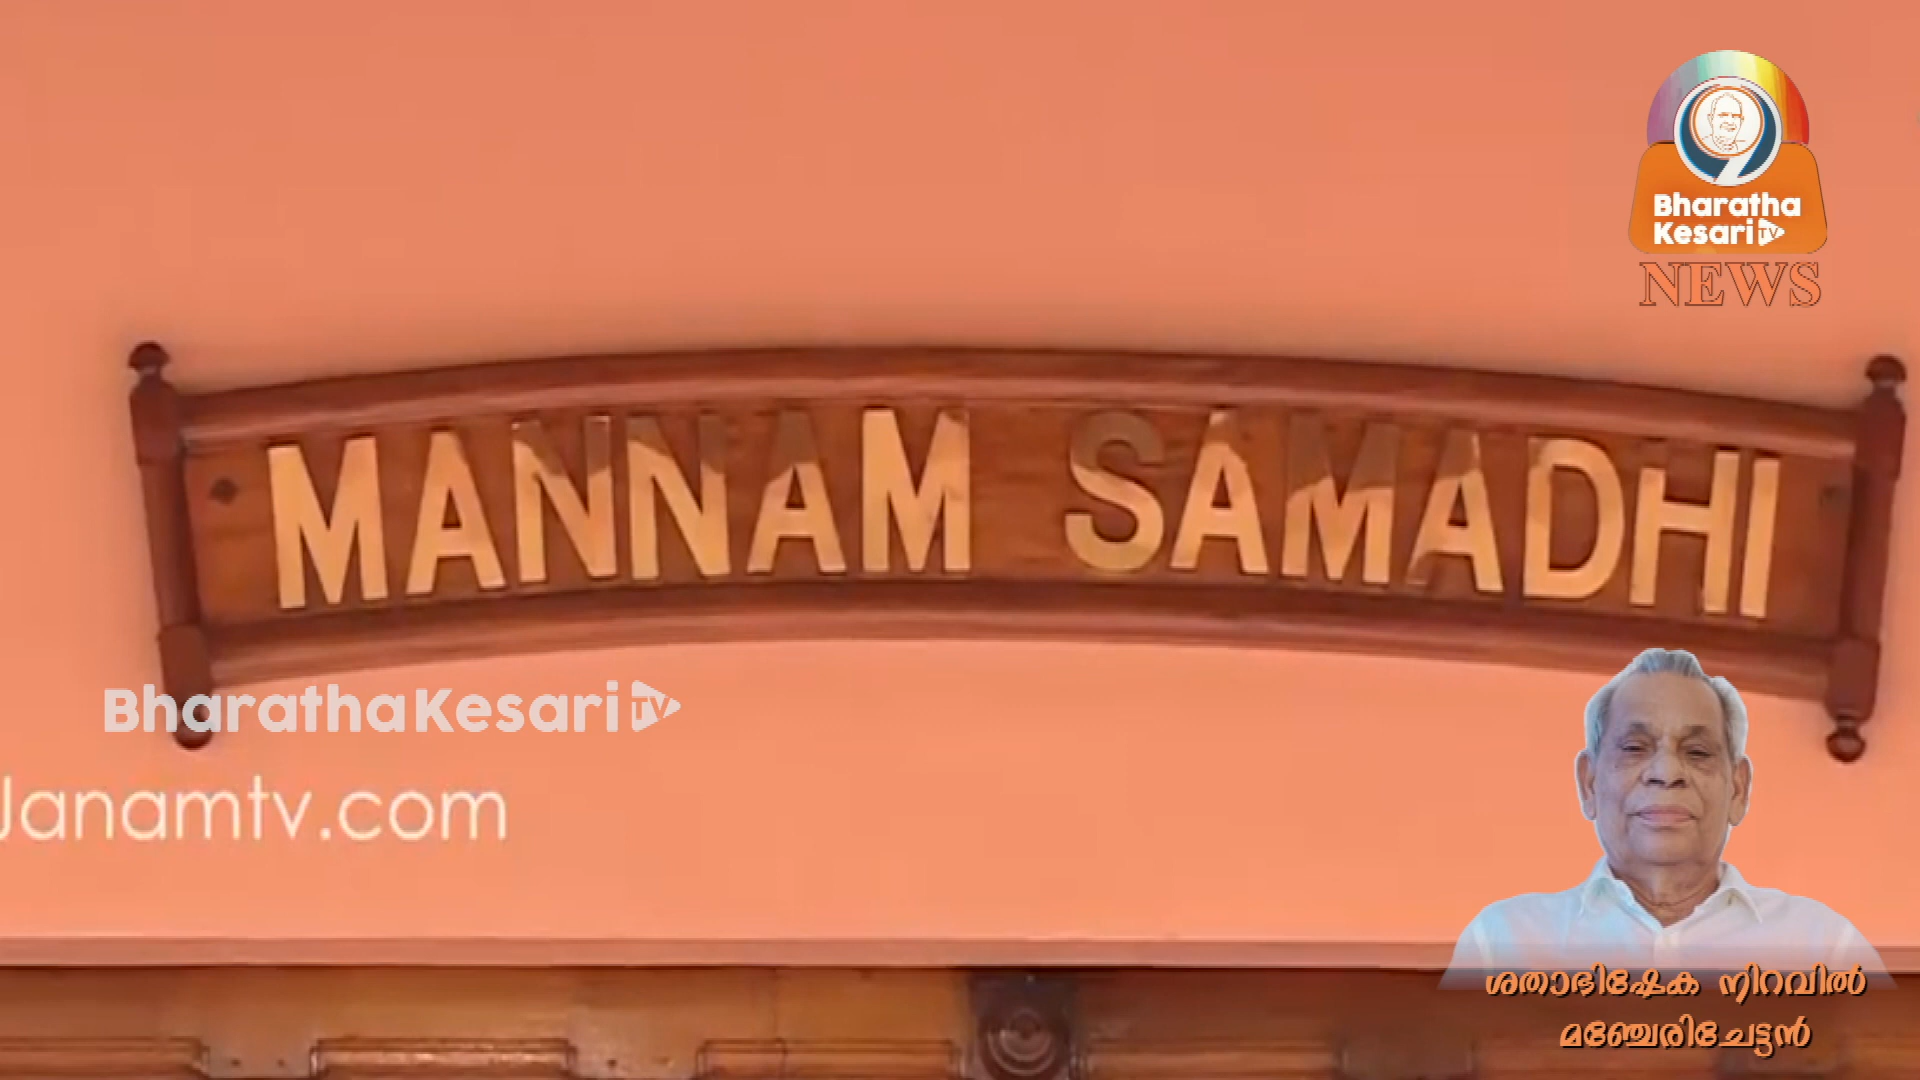 Bharatha
Kesari TV
NEWS
MANNAM SAMADHI
BharathaKesari TV
Janamtv.com
ശതാഭിഷേക നിറവിൽ
മഞ്ചേരിചേട്ടൻ